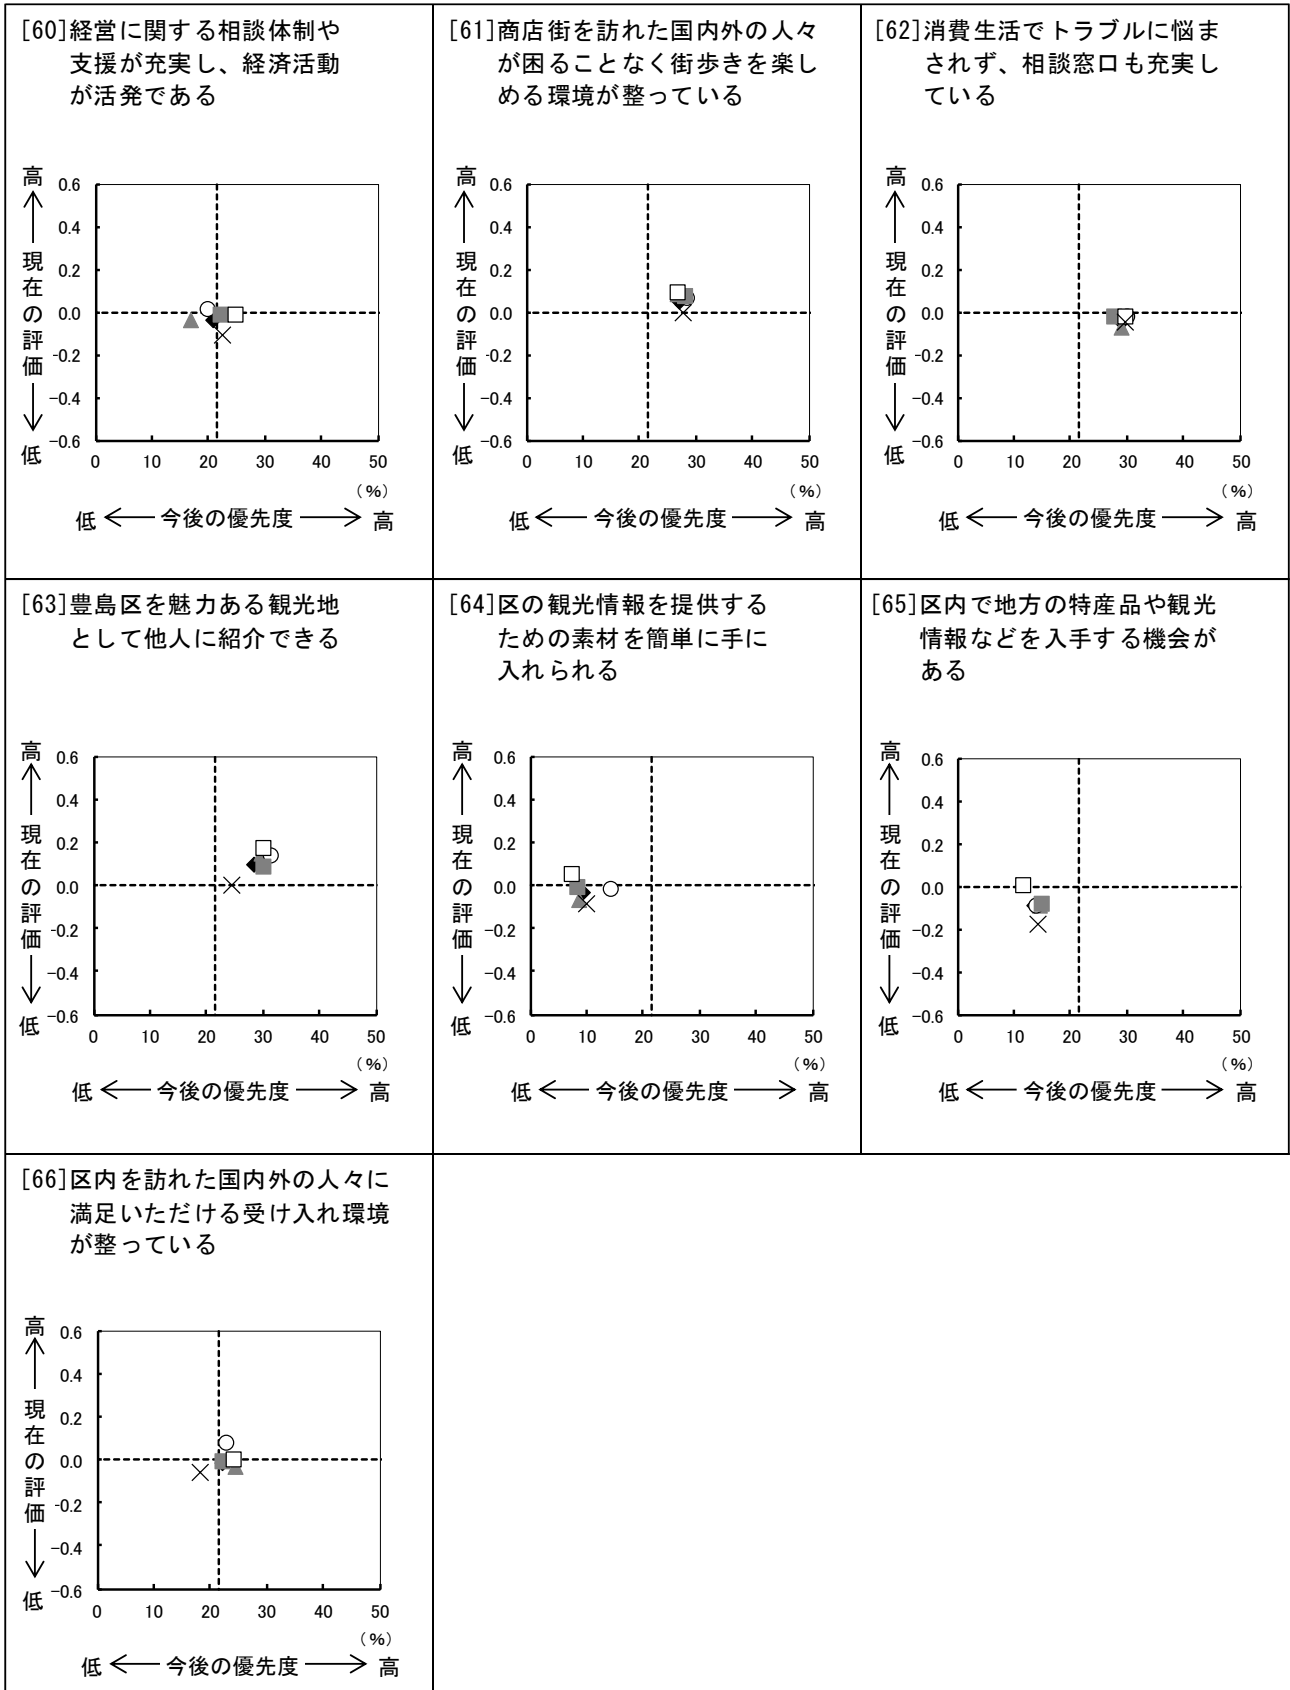 [60]経営に関する相談体制や
支援が充実し、経済活動
が活発である
高
現在の評価
低
0.6
0.4
0.2
0.0
-0.2
-0.4
-0.6
0 10 20 30 40 50
(%)
低 今後の優先度 高
[61]商店街を訪れた国内外の人々
が困ることなく街歩きを楽し
める環境が整っている
高
現在の評価
低
0.6
0.4
0.2
0.0
-0.2
-0.4
-0.6
0 10 20 30 40 50
(%)
低 今後の優先度 高
[62]消費生活でトラブルに悩ま
されず、相談窓口も充実し
ている
高
現在の評価
低
0.6
0.4
0.2
0.0
-0.2
-0.4
-0.6
0 10 20 30 40 50
(%)
低 今後の優先度 高
[63]豊島区を魅力ある観光地
として他人に紹介できる
高
現在の評価
低
0.6
0.4
0.2
0.0
-0.2
-0.4
-0.6
0 10 20 30 40 50
(%)
低 今後の優先度 高
[64]区の観光情報を提供する
ための素材を簡単に手に
入れられる
高
現在の評価
低
0.6
0.4
0.2
0.0
-0.2
-0.4
-0.6
0 10 20 30 40 50
(%)
低 今後の優先度 高
[65]区内で地方の特産品や観光
情報などを入手する機会が
ある
高
現在の評価
低
0.6
0.4
0.2
0.0
-0.2
-0.4
-0.6
0 10 20 30 40 50
(%)
低 今後の優先度 高
[66]区内を訪れた国内外の人々に
満足いただける受け入れ環境
が整っている
高
現在の評価
低
0.6
0.4
0.2
0.0
-0.2
-0.4
-0.6
0 10 20 30 40 50
(%)
低 今後の優先度 高